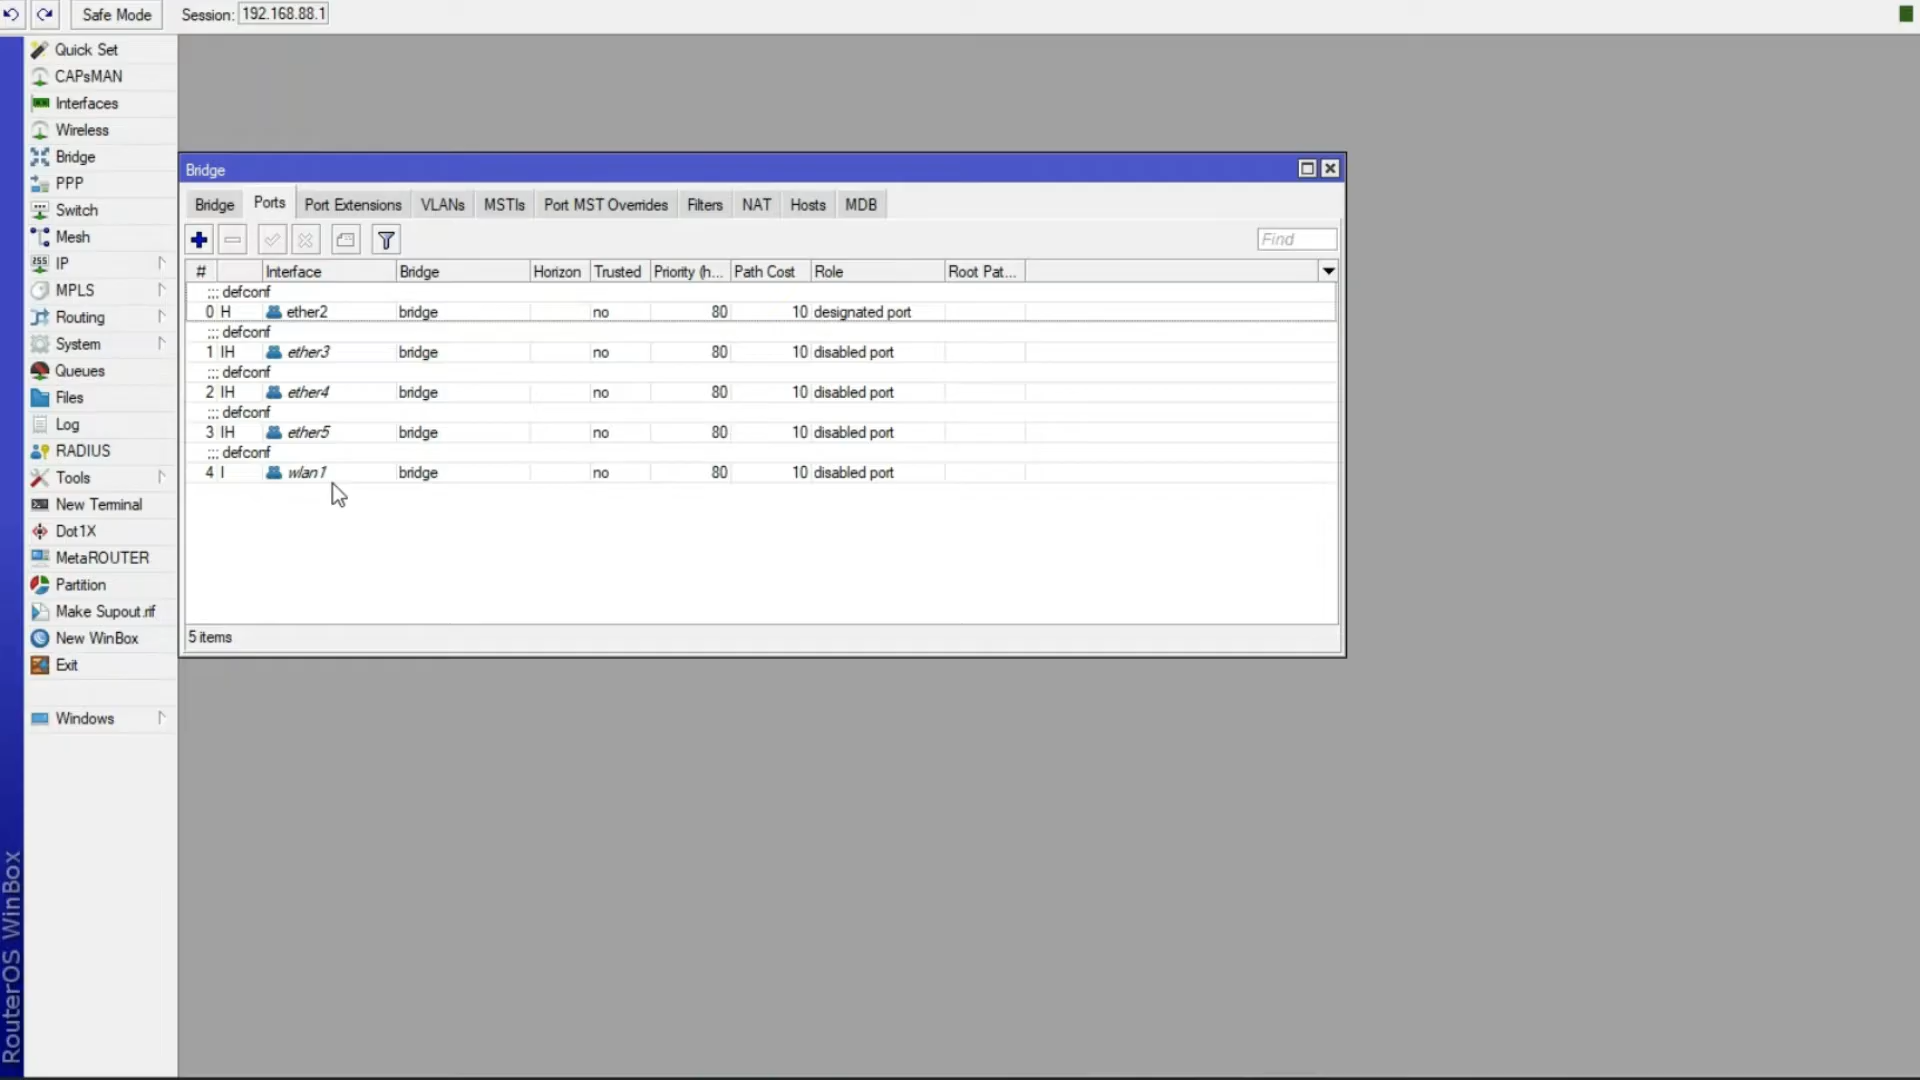 Safe Mode Session: 192.168.88.1
Quick Set
CAPsMAN
Interfaces
Wireless
Bridge
PPP
Switch
Mesh
IP
MPLS
Routing
System
Queues
Files
Log
RADIUS
Tools
New Terminal
Dot1X
MetaROUTER
Partition
Make Supout.rif
New WinBox
Exit
Windows
RouterOS WinBox
Bridge
Bridge Ports Port Extensions VLANs MSTIs Port MST Overrides Filters NAT Hosts MDB
Find
# Interface Bridge Horizon Trusted Priority (h... Path Cost Role Root Pat...
;;; defconf
0 H ether2 bridge no 80 10 designated port
;;; defconf
1 IH ether3 bridge no 80 10 disabled port
;;; defconf
2 IH ether4 bridge no 80 10 disabled port
;;; defconf
3 IH ether5 bridge no 80 10 disabled port
;;; defconf
4 I wlan1 bridge no 80 10 disabled port
5 items